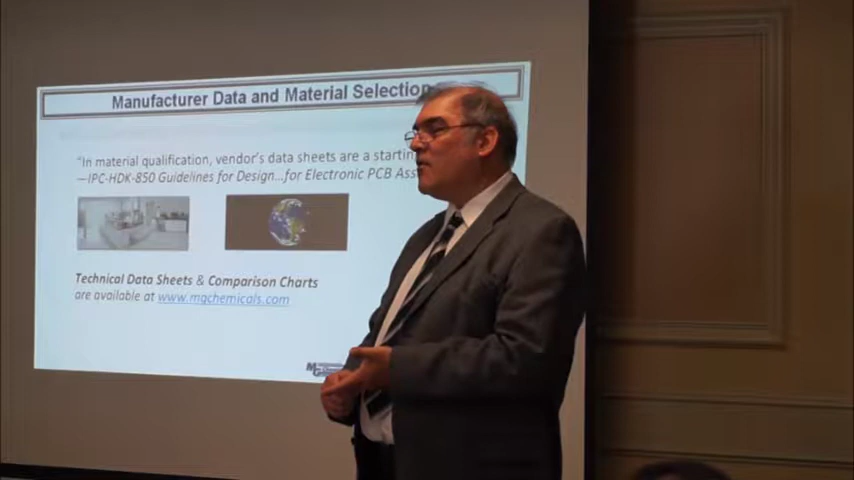 Manufacturer Data and Material Selection
"In material qualification, vendor's data sheets are a starting
—IPC-HDK-850 Guidelines for Design...for Electronic PCB Ass
Technical Data Sheets & Comparison Charts
are available at www.mgchemicals.com